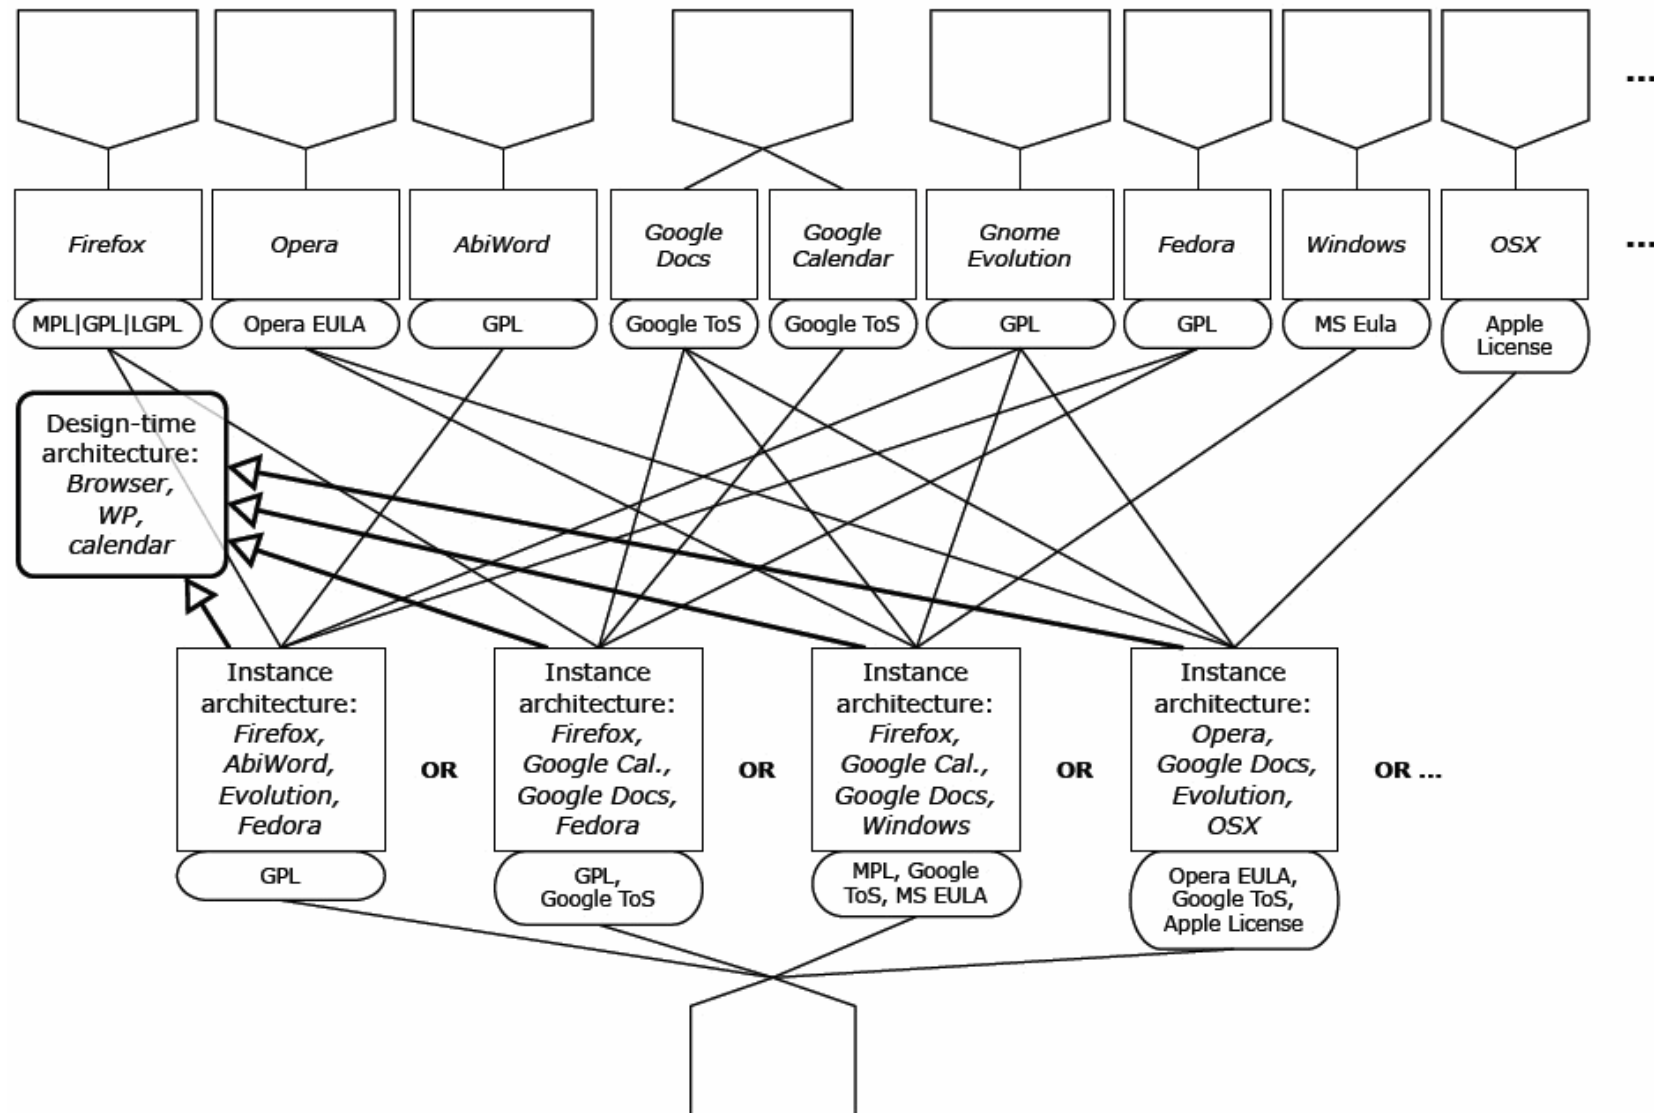 ...
Firefox
Opera
AbiWord
Google
Docs
Google
Calendar
Gnome
Evolution
Fedora
Windows
OSX
...
MPL|GPL|LGPL
Opera EULA
GPL
Google ToS
Google ToS
GPL
GPL
MS Eula
Apple
License
Design-time
architecture:
Browser,
WP,
calendar
Instance
architecture:
Firefox,
AbiWord,
Evolution,
Fedora
OR
Instance
architecture:
Firefox,
Google Cal.,
Google Docs,
Fedora
OR
Instance
architecture:
Firefox,
Google Cal.,
Google Docs,
Windows
OR
Instance
architecture:
Opera,
Google Docs,
Evolution,
OSX
OR ...
GPL
GPL,
Google ToS
MPL, Google
ToS, MS EULA
Opera EULA,
Google ToS,
Apple License